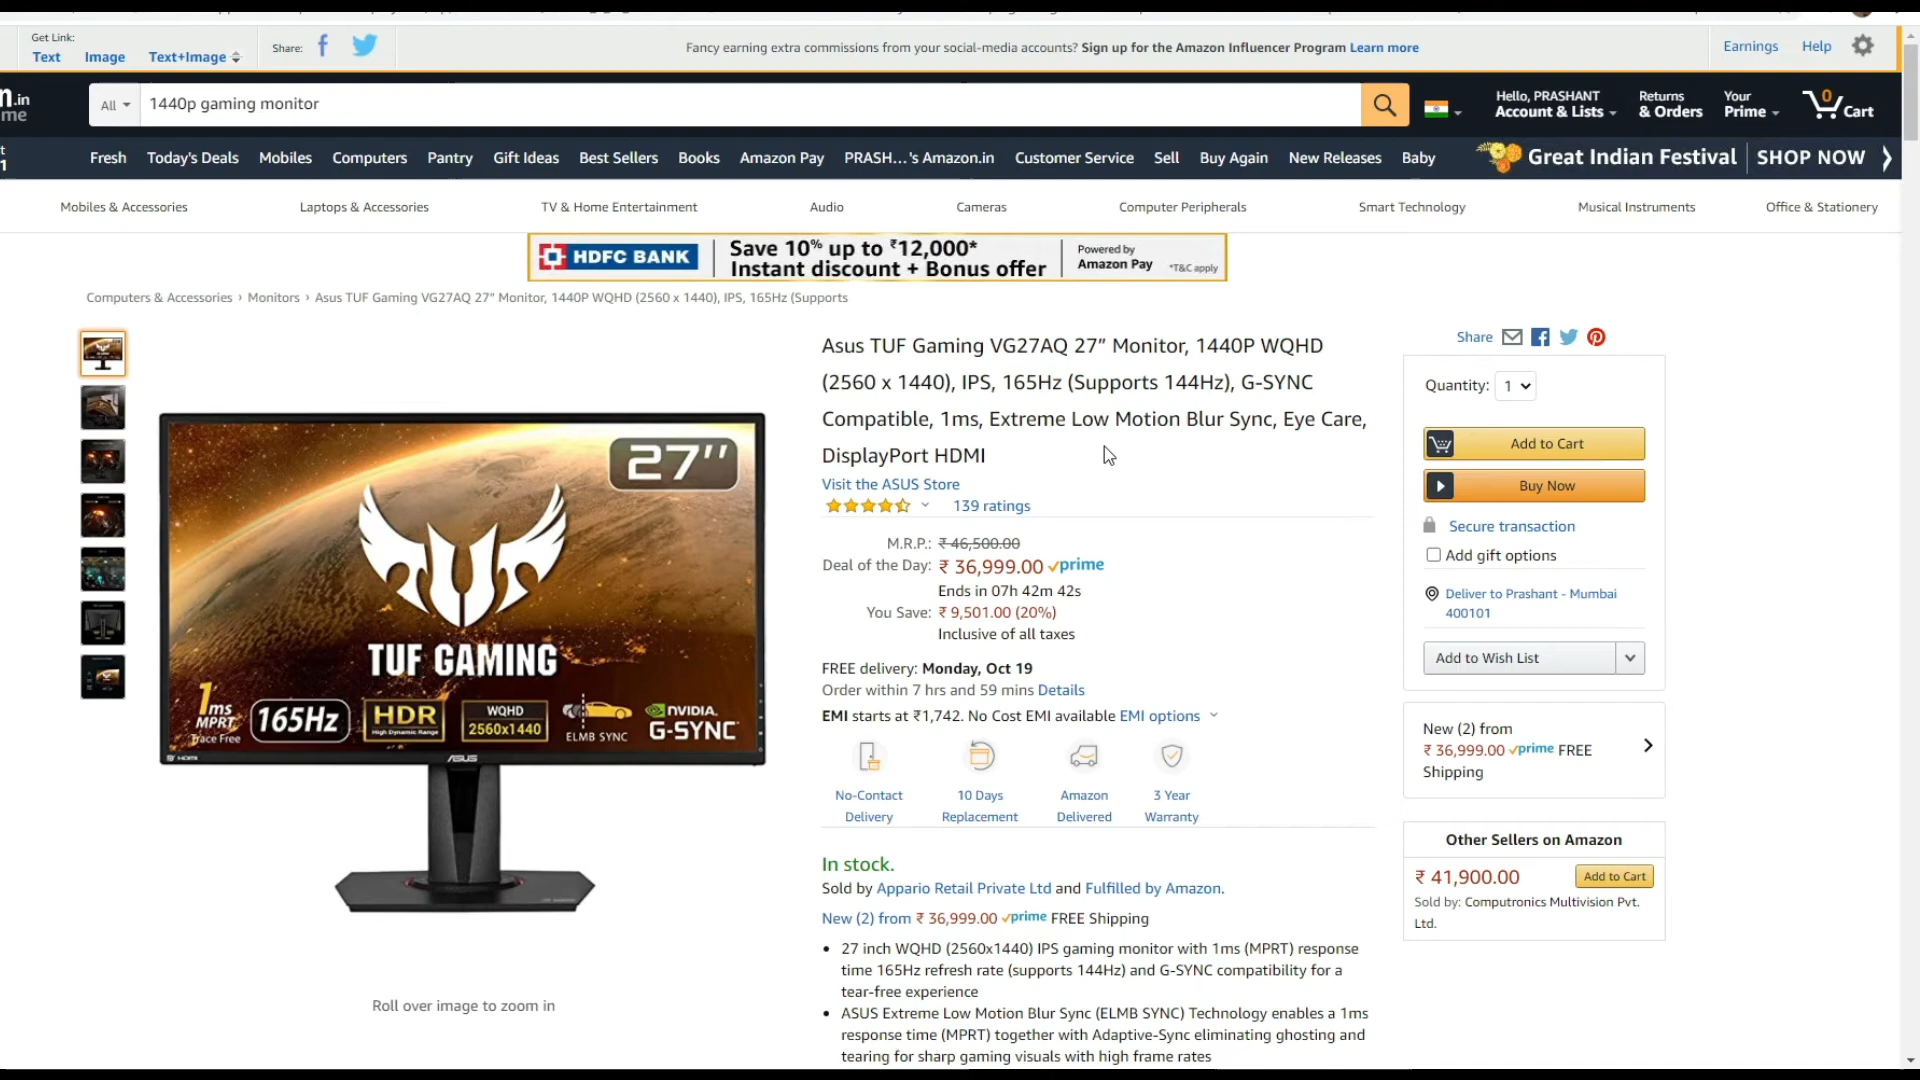 Get Link:
Text Image Text+Image
Share:
Fancy earning extra commissions from your social-media accounts? Sign up for the Amazon Influencer Program Learn more
Earnings Help
n.in
me
All
1440p gaming monitor
Hello, PRASHANT
Account & Lists
Returns
& Orders
Your
Prime
0
Cart
t
1
Fresh Today's Deals Mobiles Computers Pantry Gift Ideas Best Sellers Books Amazon Pay PRASH...'s Amazon.in Customer Service Sell Buy Again New Releases Baby Great Indian Festival SHOP NOW
Mobiles & Accessories Laptops & Accessories TV & Home Entertainment Audio Cameras Computer Peripherals Smart Technology Musical Instruments Office & Stationery
HDFC BANK
Save 10% up to ₹12,000*
Instant discount + Bonus offer
Powered by
Amazon Pay
*T&C apply
Computers & Accessories › Monitors › Asus TUF Gaming VG27AQ 27" Monitor, 1440P WQHD (2560 x 1440), IPS, 165Hz (Supports
27"
TUF GAMING
1ms
MPRT
Trace Free
165Hz
HDR
High Dynamic Range
WQHD
2560x1440
ELMB SYNC
NVIDIA.
G-SYNC
HDMI
ASUS
Roll over image to zoom in
Asus TUF Gaming VG27AQ 27" Monitor, 1440P WQHD
(2560 x 1440), IPS, 165Hz (Supports 144Hz), G-SYNC
Compatible, 1ms, Extreme Low Motion Blur Sync, Eye Care,
DisplayPort HDMI
Visit the ASUS Store
139 ratings
M.R.P.: ₹ 46,500.00
Deal of the Day: ₹ 36,999.00 prime
Ends in 07h 42m 42s
You Save: ₹ 9,501.00 (20%)
Inclusive of all taxes
FREE delivery: Monday, Oct 19
Order within 7 hrs and 59 mins Details
EMI starts at ₹1,742. No Cost EMI available EMI options
No-Contact
Delivery
10 Days
Replacement
Amazon
Delivered
3 Year
Warranty
In stock.
Sold by Appario Retail Private Ltd and Fulfilled by Amazon.
New (2) from ₹ 36,999.00 prime FREE Shipping
• 27 inch WQHD (2560x1440) IPS gaming monitor with 1ms (MPRT) response
time 165Hz refresh rate (supports 144Hz) and G-SYNC compatibility for a
tear-free experience
• ASUS Extreme Low Motion Blur Sync (ELMB SYNC) Technology enables a 1ms
response time (MPRT) together with Adaptive-Sync eliminating ghosting and
tearing for sharp gaming visuals with high frame rates
Share
Quantity: 1
Add to Cart
Buy Now
Secure transaction
Add gift options
Deliver to Prashant - Mumbai
400101
Add to Wish List
New (2) from
₹ 36,999.00 prime FREE
Shipping
Other Sellers on Amazon
₹ 41,900.00
Add to Cart
Sold by: Computronics Multivision Pvt.
Ltd.